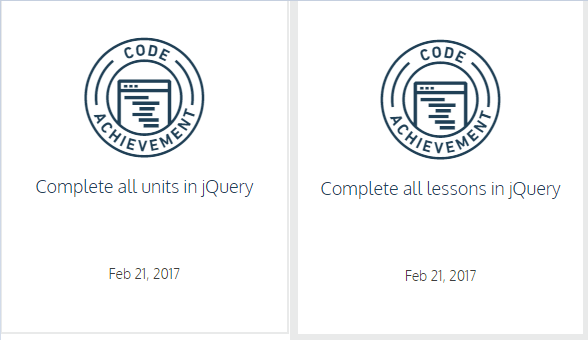 CODE
ACHIEVEMENT
Complete all units in jQuery
Feb 21, 2017
CODE
ACHIEVEMENT
Complete all lessons in jQuery
Feb 21, 2017